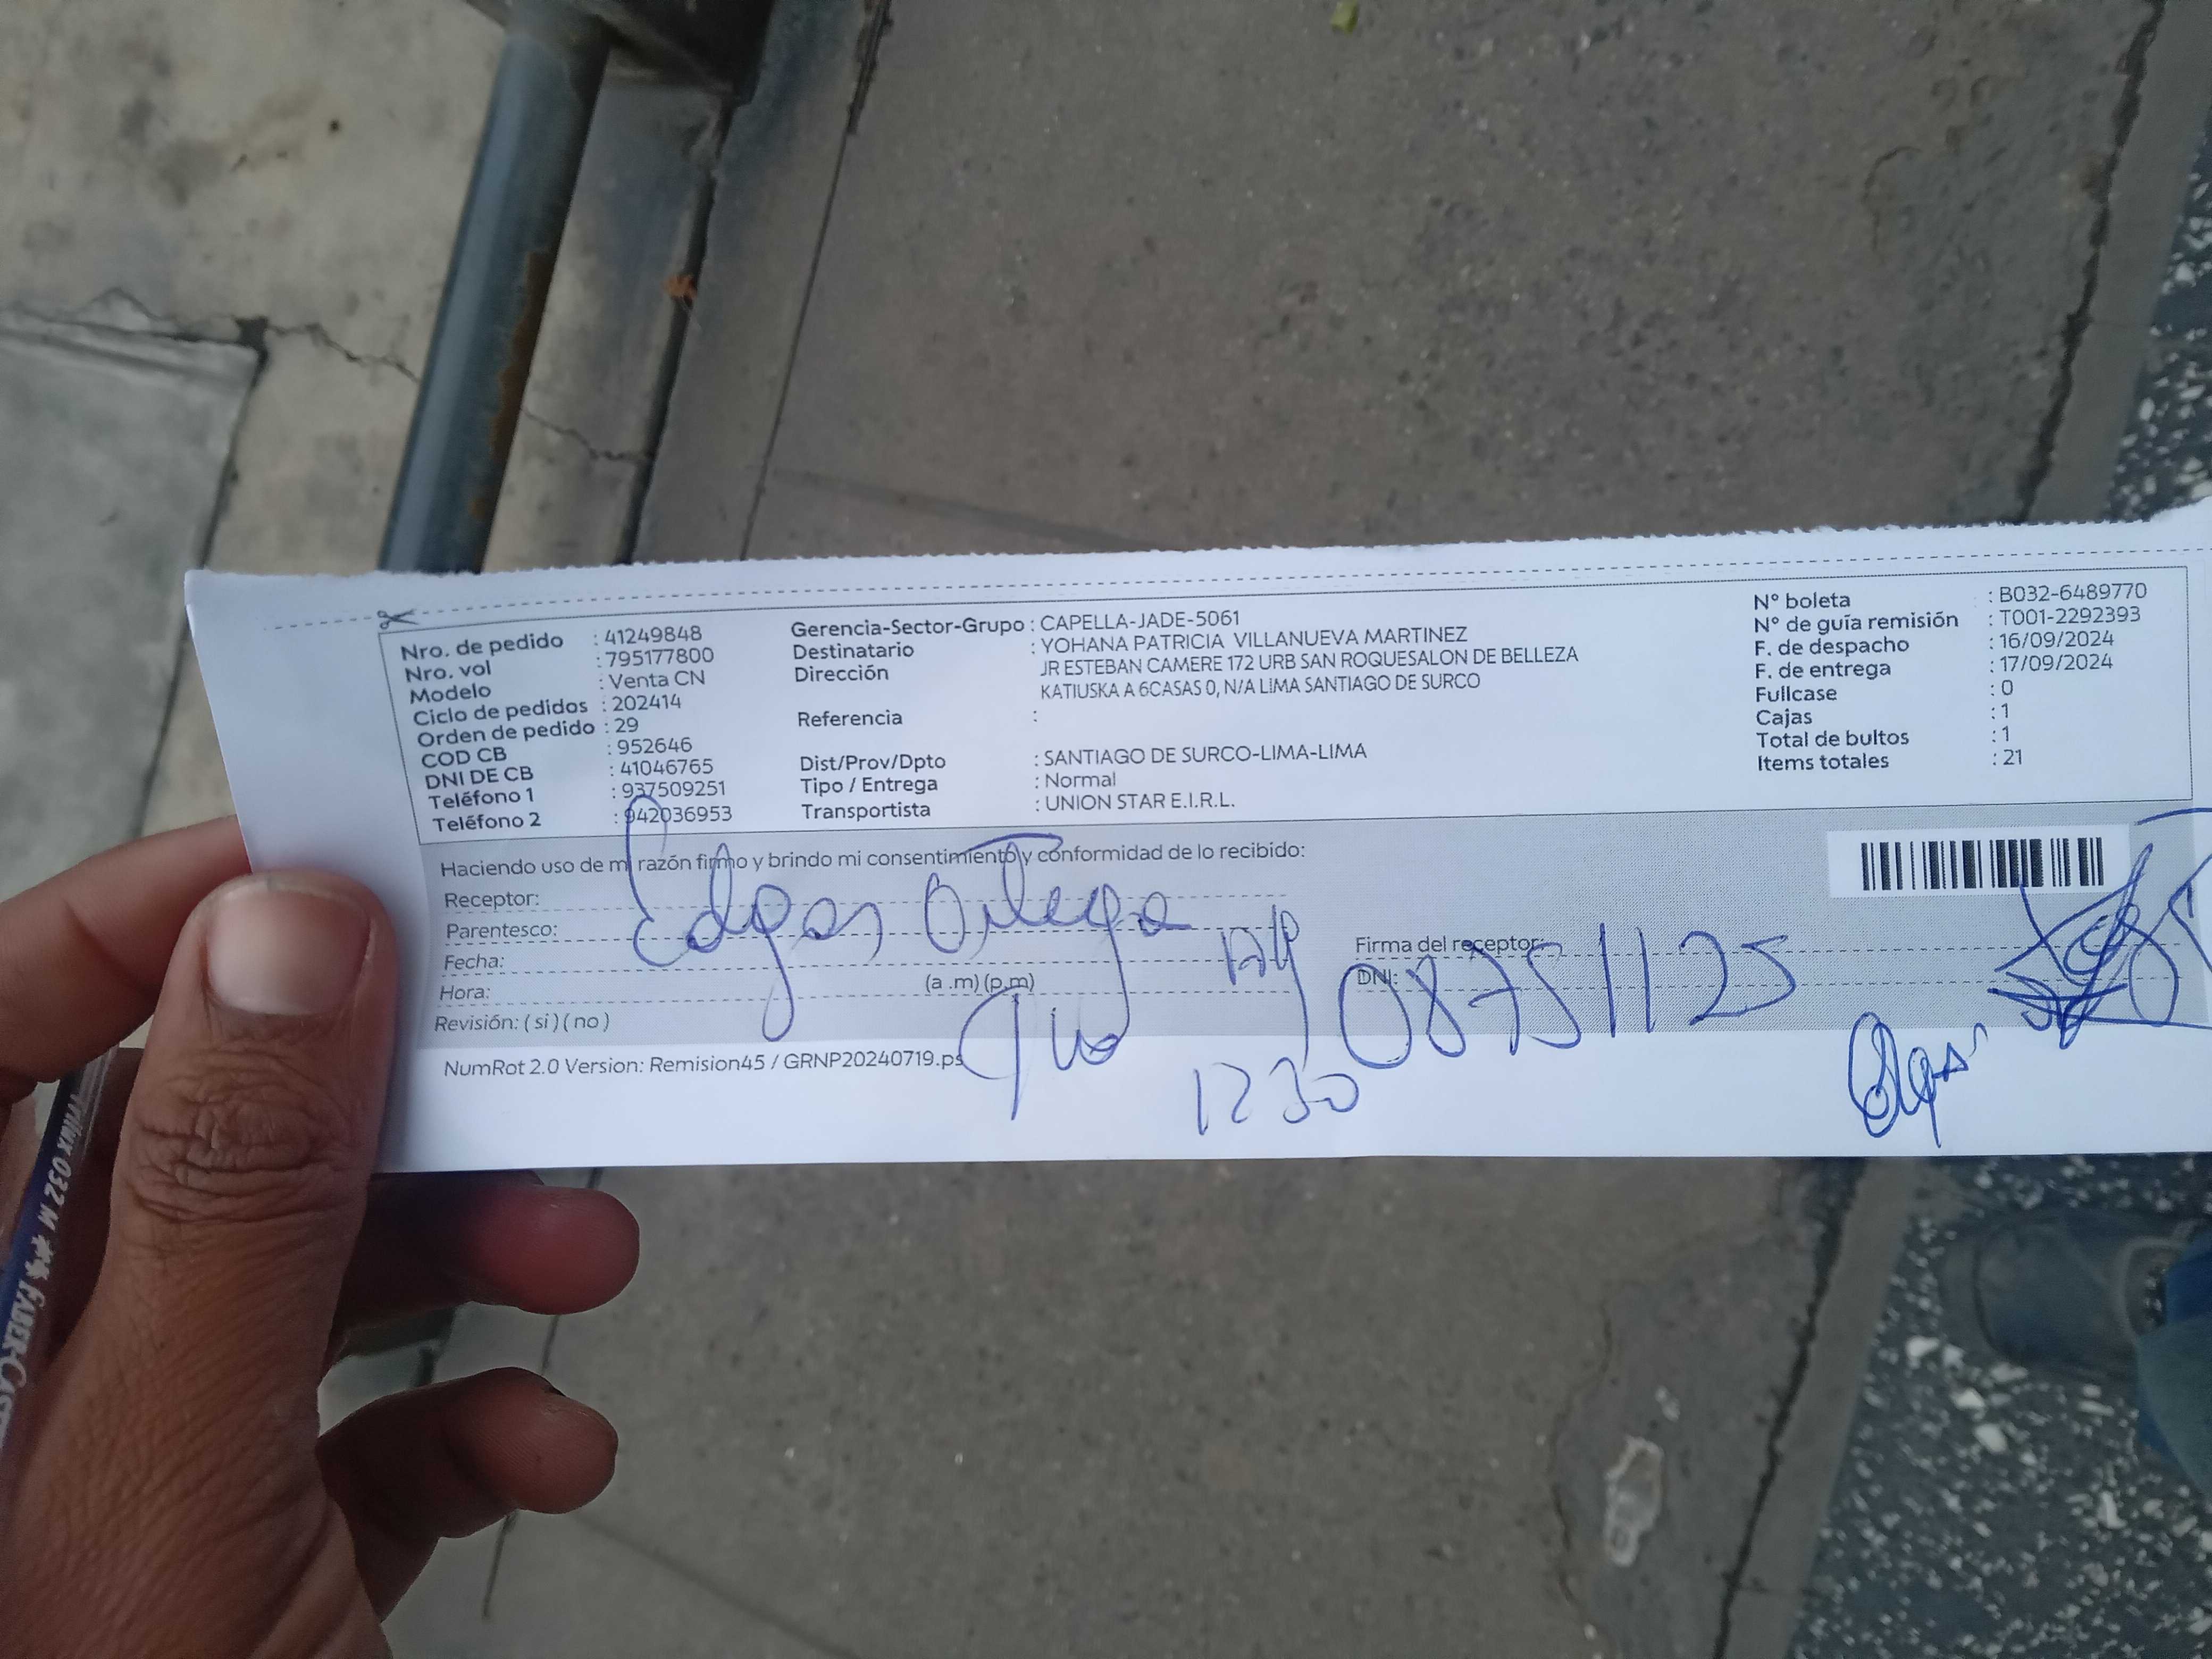 Nro. de pedido : 41249848
Nro. vol : 795177800
Modelo : Venta CN
Ciclo de pedidos : 202414
Orden de pedido : 29
COD CB : 952646
DNI DE CB : 41046765
Teléfono 1 : 937509251
Teléfono 2 : 942036953
Gerencia-Sector-Grupo : CAPELLA-JADE-5061
Destinatario : YOHANA PATRICIA VILLANUEVA MARTINEZ
Dirección JR ESTEBAN CAMERE 172 URB SAN ROQUESALON DE BELLEZA
KATIUSKA A 6CASAS 0, N/A LIMA SANTIAGO DE SURCO
Referencia :
Dist/Prov/Dpto : SANTIAGO DE SURCO-LIMA-LIMA
Tipo / Entrega : Normal
Transportista : UNION STAR E.I.R.L.
N° boleta : B032-6489770
N° de guía remisión : T001-2292393
F. de despacho : 16/09/2024
F. de entrega : 17/09/2024
Fullcase : 0
Cajas : 1
Total de bultos : 1
Items totales : 21
Haciendo uso de mi razón firmo y brindo mi consentimiento y conformidad de lo recibido:
Receptor:
Edgar Ortega
Parentesco:
Fecha:
Hora: (a .m) (p.m)
Revisión: ( si ) ( no )
Firma del receptor:
DNI: 08751125
1230
NumRot 2.0 Version: Remision45 / GRNP20240719.ps
032 M FABER-CAST